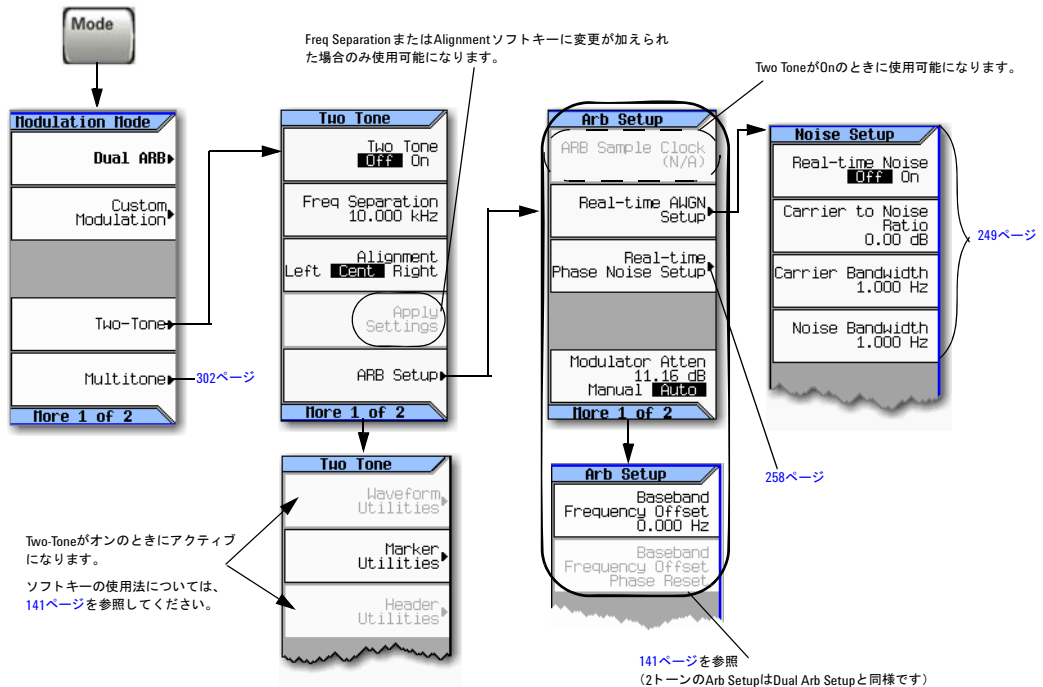 Mode
Freq SeparationまたはAlignmentソフトキーに変更が加えられ
た場合のみ使用可能になります。
Two ToneがOnのときに使用可能になります。
Modulation Mode
Dual ARB
Custom
Modulation
Two-Tone
Multitone
More 1 of 2
302ページ
Two Tone
Two Tone
Off On
Freq Separation
10.000 kHz
Alignment
Left Cent Right
Apply
Settings
ARB Setup
More 1 of 2
Arb Setup
ARB Sample Clock
(N/A)
Real-time AWGN
Setup
Real-time
Phase Noise Setup
Modulator Atten
11.16 dB
Manual Auto
More 1 of 2
Noise Setup
Real-time Noise
Off On
Carrier to Noise
Ratio
0.00 dB
Carrier Bandwidth
1.000 Hz
Noise Bandwidth
1.000 Hz
249ページ
258ページ
Two Tone
Waveform
Utilities
Marker
Utilities
Header
Utilities
Two-Toneがオンのときにアクティブ
になります。
ソフトキーの使用法については、
141ページを参照してください。
Arb Setup
Baseband
Frequency Offset
0.000 Hz
Baseband
Frequency Offset
Phase Reset
141ページを参照
（2トーンのArb SetupはDual Arb Setupと同様です）